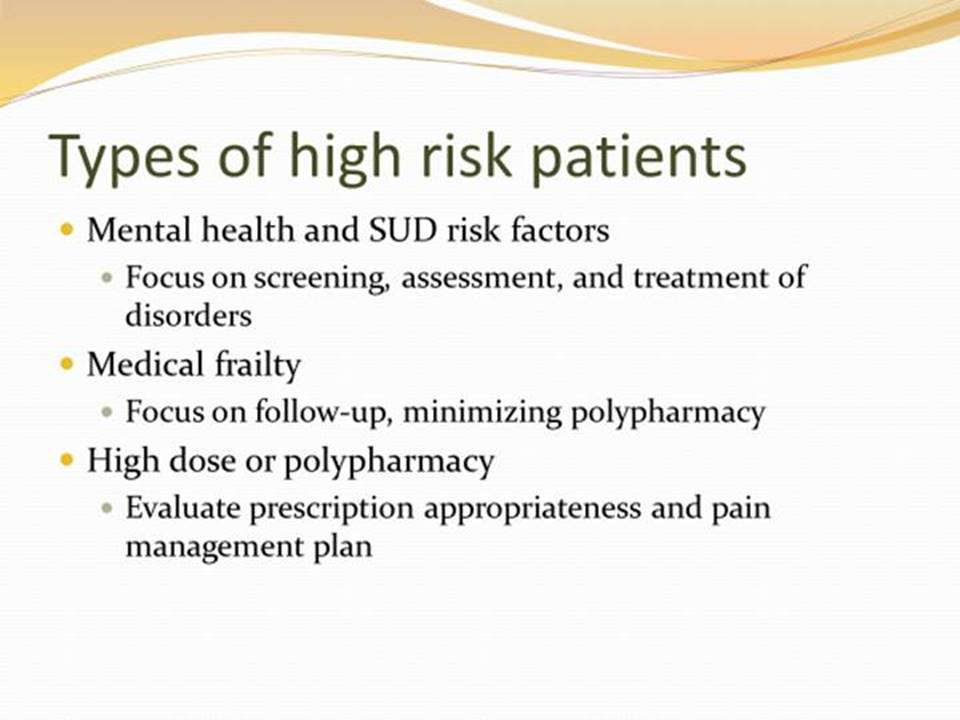 Types of high risk patients
Mental health and SUD risk factors
Focus on screening, assessment, and treatment of
disorders
Medical frailty
Focus on follow-up, minimizing polypharmacy
High dose or polypharmacy
Evaluate prescription appropriateness and pain
management plan